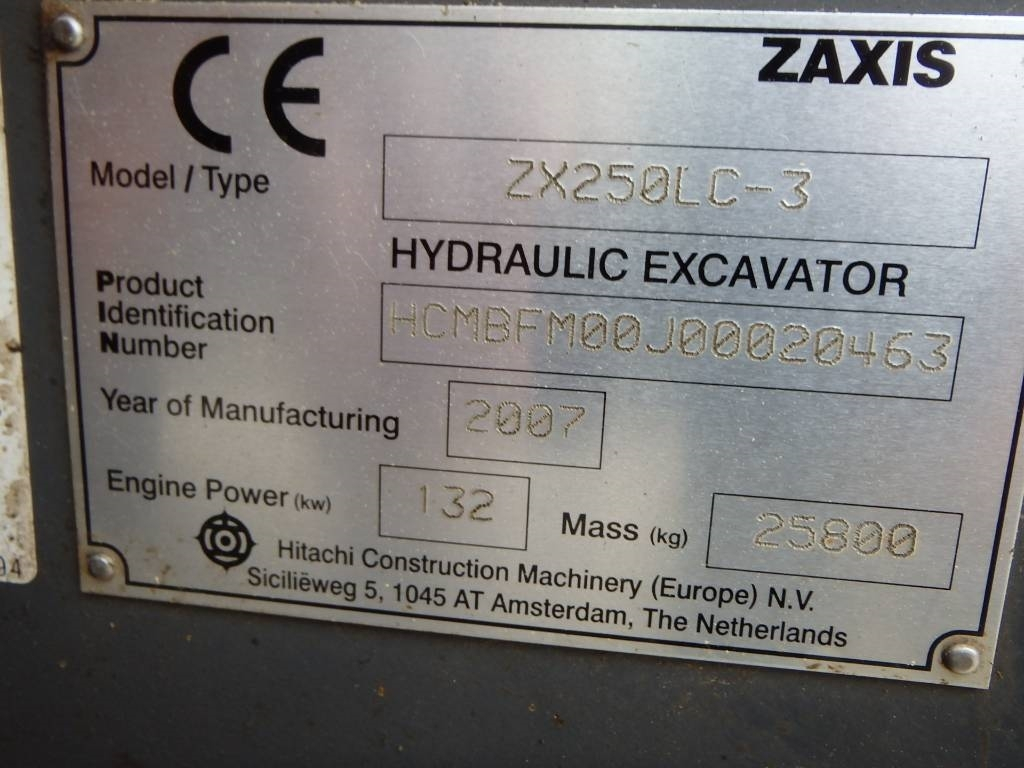 CE
ZAXIS
Model / Type ZX250LC-3
HYDRAULIC EXCAVATOR
Product
Identification
Number
HCMBFM00J00020463
Year of Manufacturing 2007
Engine Power (kw) 132 Mass (kg) 25800
Hitachi Construction Machinery (Europe) N.V.
Siciliëweg 5, 1045 AT Amsterdam, The Netherlands